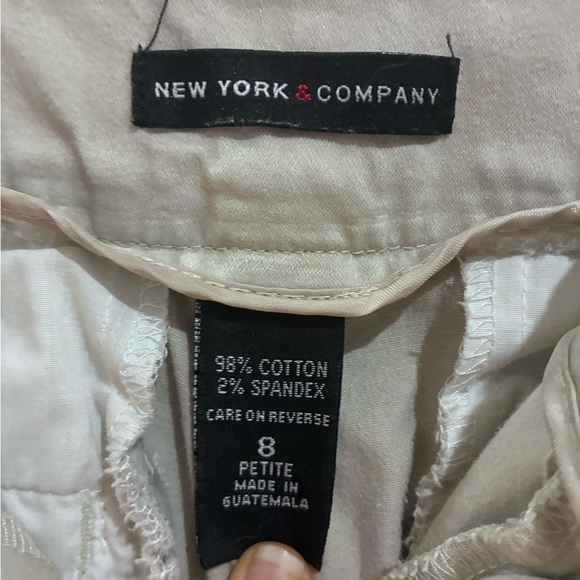 NEW YORK & COMPANY
98% COTTON
2% SPANDEX
CARE ON REVERSE
8
PETITE
MADE IN
GUATEMALA